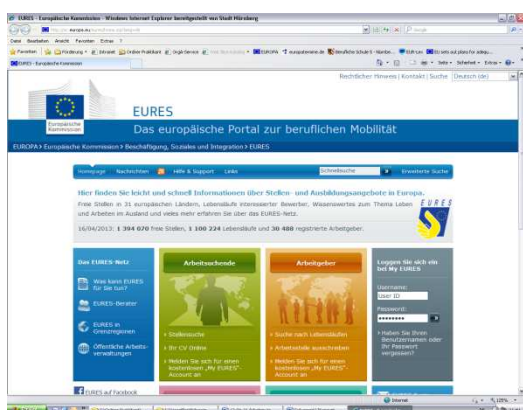 EURES - Europäische Kommission - Windows Internet Explorer bereitgestellt von Stadt Nürnberg
Datei Bearbeiten Ansicht Favoriten Extras ?
Favoriten
EURES - Europäische Kommission
Rechtlicher Hinweis | Kontakt | Suche Deutsch (de)
Europäische
Kommission
EURES
Das europäische Portal zur beruflichen Mobilität
EUROPA > Europäische Kommission > Beschäftigung, Soziales und Integration > EURES
Homepage Nachrichten Hilfe & Support Links Schnellsuche Erweiterte Suche
Hier finden Sie leicht und schnell Informationen über Stellen- und Ausbildungsangebote in Europa.
Freie Stellen in 31 europäischen Ländern, Lebensläufe interessierter Bewerber, Wissenswertes zum Thema Leben
und Arbeiten im Ausland und vieles mehr erfahren Sie über das EURES-Netz.
EURES
16/04/2013: 1 394 070 freie Stellen, 1 100 224 Lebensläufe und 30 488 registrierte Arbeitgeber.
Das EURES-Netz
Was kann EURES
für Sie tun?
EURES-Berater
EURES in
Grenzregionen
Öffentliche Arbeits-
verwaltungen
Arbeitsuchende
Stellensuche
Ihr CV Online
Melden Sie sich für einen
kostenlosen „My EURES"-
Account an
Arbeitgeber
Suche nach Lebensläufen
Arbeitsstelle ausschreiben
Melden Sie sich für einen
kostenlosen „My EURES"-
Account an
Loggen Sie sich ein
bei My EURES
Username:
User ID
Password:
Haben Sie Ihren
Benutzernamen oder
Ihr Passwort
vergessen?
EURES auf Facebook
Internet
125%